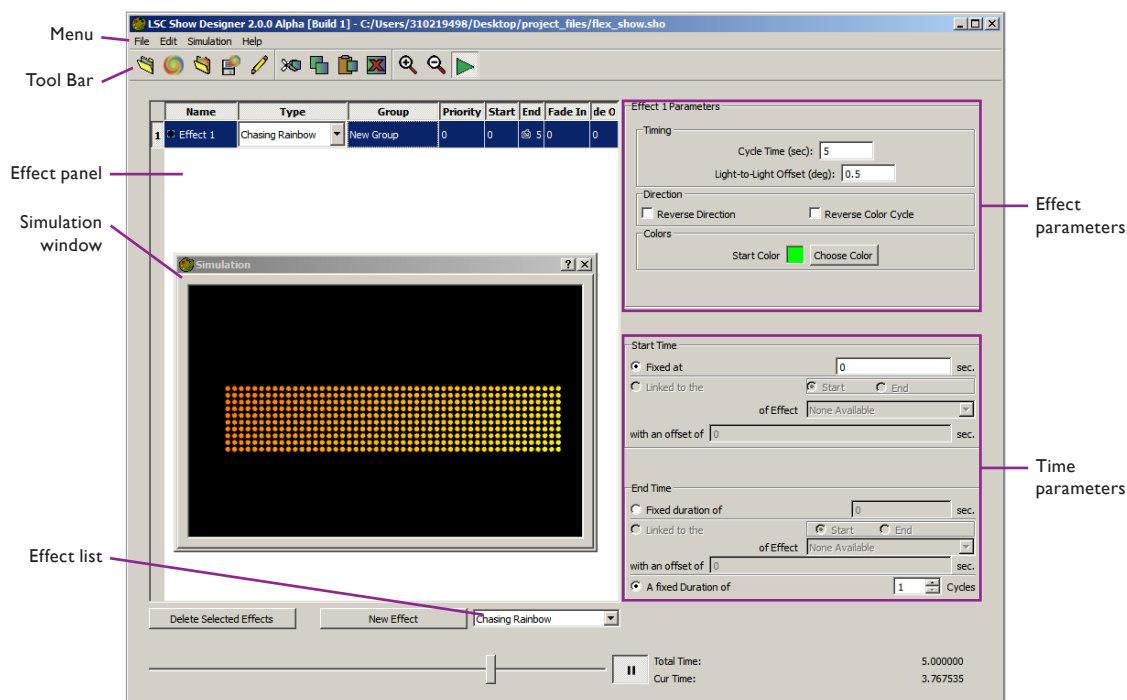 LSC Show Designer 2.0.0 Alpha [Build 1] - C:/Users/310219498/Desktop/project_files/flex_show.sho
Menu
File Edit Simulation Help
Tool Bar
Name Type Group Priority Start End Fade In de O
1 Effect 1 Chasing Rainbow New Group 0 0 5 0 0
Effect panel
Simulation window
Simulation
Effect list
Delete Selected Effects New Effect Chasing Rainbow
Effect 1 Parameters
Timing
Cycle Time (sec): 5
Light-to-Light Offset (deg): 0.5
Direction
Reverse Direction Reverse Color Cycle
Colors
Start Color Choose Color
Effect
parameters
Start Time
Fixed at 0 sec.
Linked to the Start End
of Effect None Available
with an offset of 0 sec.
End Time
Fixed duration of 0 sec.
Linked to the Start End
of Effect None Available
with an offset of 0 sec.
A fixed Duration of 1 Cycles
Time
parameters
Total Time: 5.000000
Cur Time: 3.767535